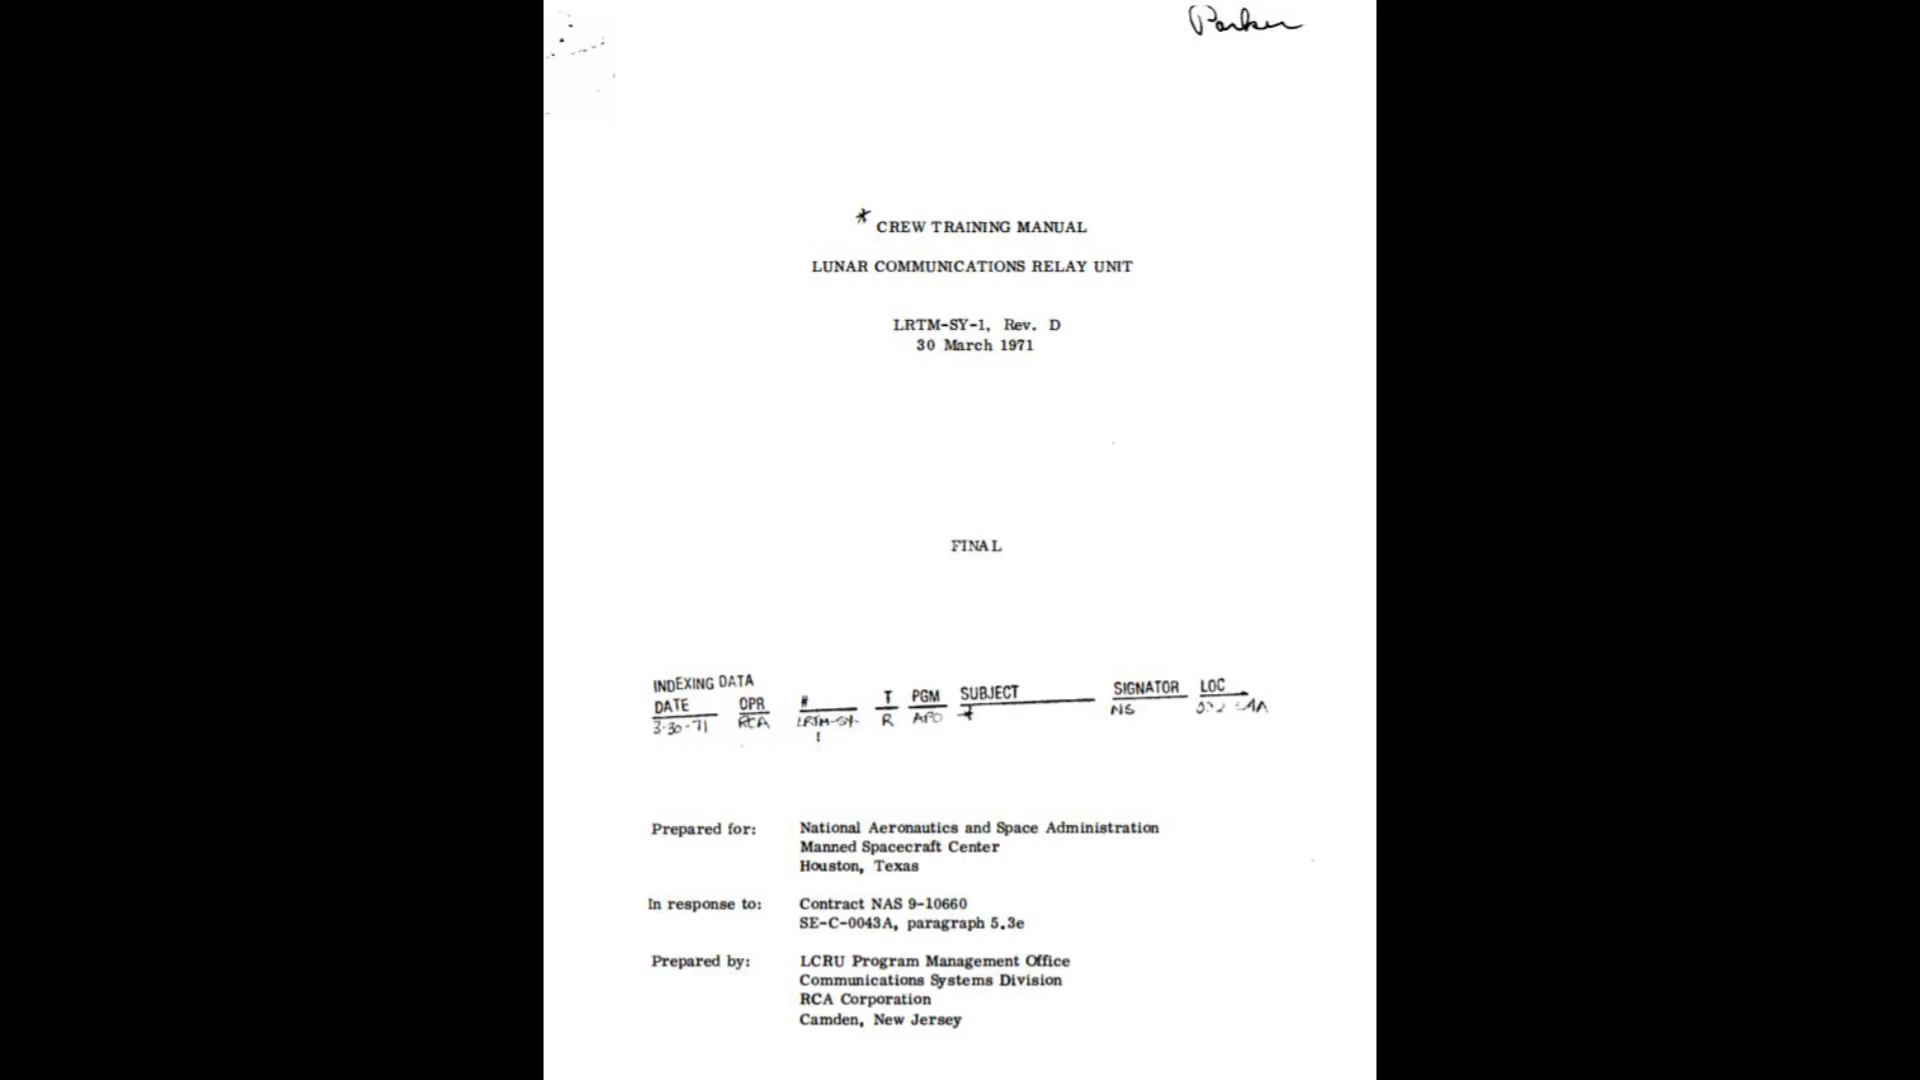 Parker
* CREW TRAINING MANUAL
LUNAR COMMUNICATIONS RELAY UNIT
LRTM-SY-1, Rev. D
30 March 1971
FINAL
INDEXING DATA
DATE OPR # T PGM SUBJECT SIGNATOR LOC
3-30-71 RCA LRTM-SY- R APO * NS
1
Prepared for: National Aeronautics and Space Administration
Manned Spacecraft Center
Houston, Texas
In response to: Contract NAS 9-10660
SE-C-0043A, paragraph 5.3e
Prepared by: LCRU Program Management Office
Communications Systems Division
RCA Corporation
Camden, New Jersey